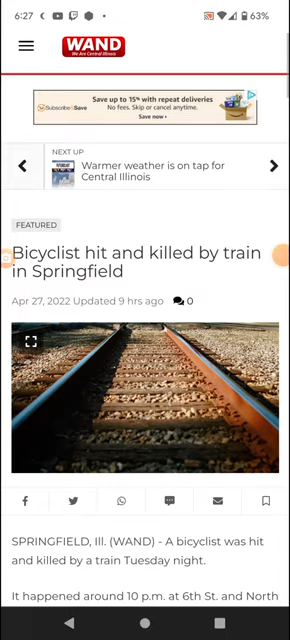 6:27
63%
WAND
We Are Central Illinois
Subscribe & Save
Save up to 15% with repeat deliveries
No fees. Skip or cancel anytime.
Save now ›
NEXT UP
Warmer weather is on tap for
Central Illinois
FEATURED
Bicyclist hit and killed by train
in Springfield
Apr 27, 2022 Updated 9 hrs ago 0
SPRINGFIELD, Ill. (WAND) - A bicyclist was hit
and killed by a train Tuesday night.
It happened around 10 p.m. at 6th St. and North